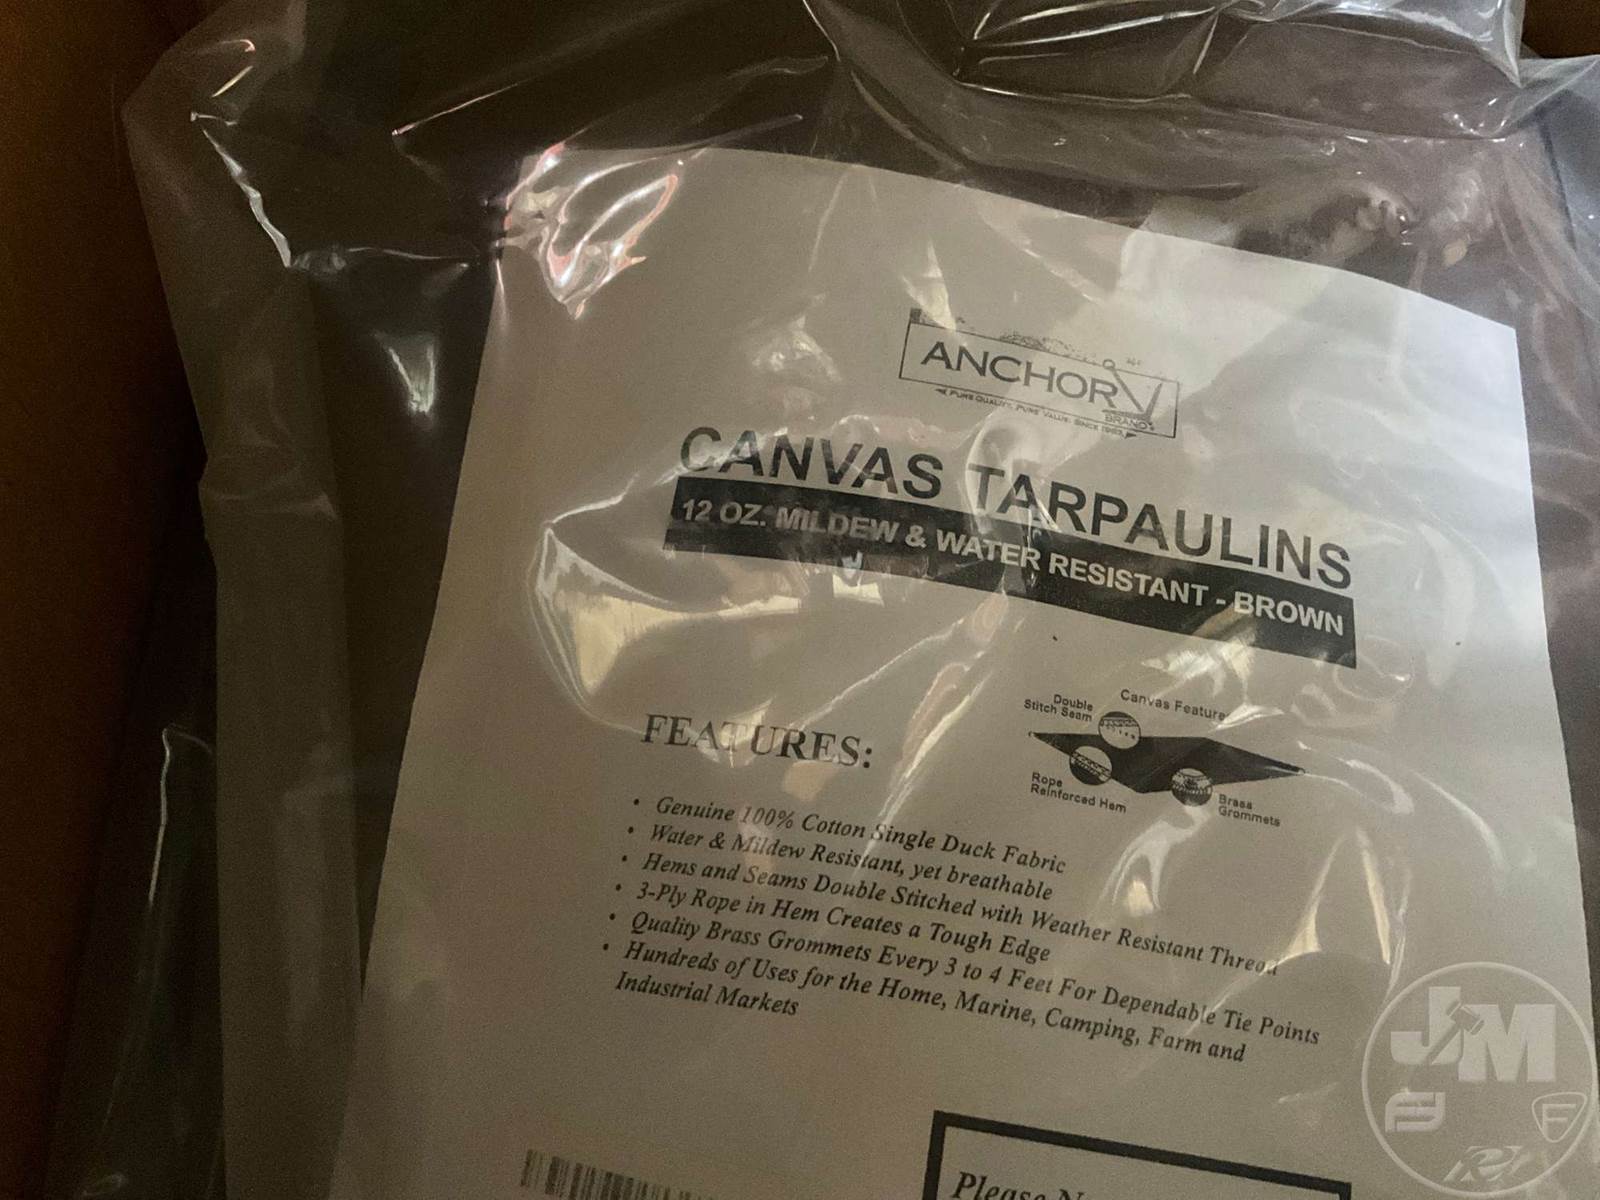 ANCHOR
BRAND
PURE QUALITY. PURE VALUE. SINCE
CANVAS TARPAULINS
12 OZ. MILDEW & WATER RESISTANT - BROWN
Canvas Feature
Double
Stitch Seam
Rope
Reinforced Hem
Brass
Grommets
FEATURES:
• Genuine 100% Cotton Single Duck Fabric
• Water & Mildew Resistant, yet breathable
• Hems and Seams Double Stitched with Weather Resistant Thread
• 3-Ply Rope in Hem Creates a Tough Edge
• Quality Brass Grommets Every 3 to 4 Feet For Dependable Tie Points
• Hundreds of Uses for the Home, Marine, Camping, Farm and
Industrial Markets
Please
JM